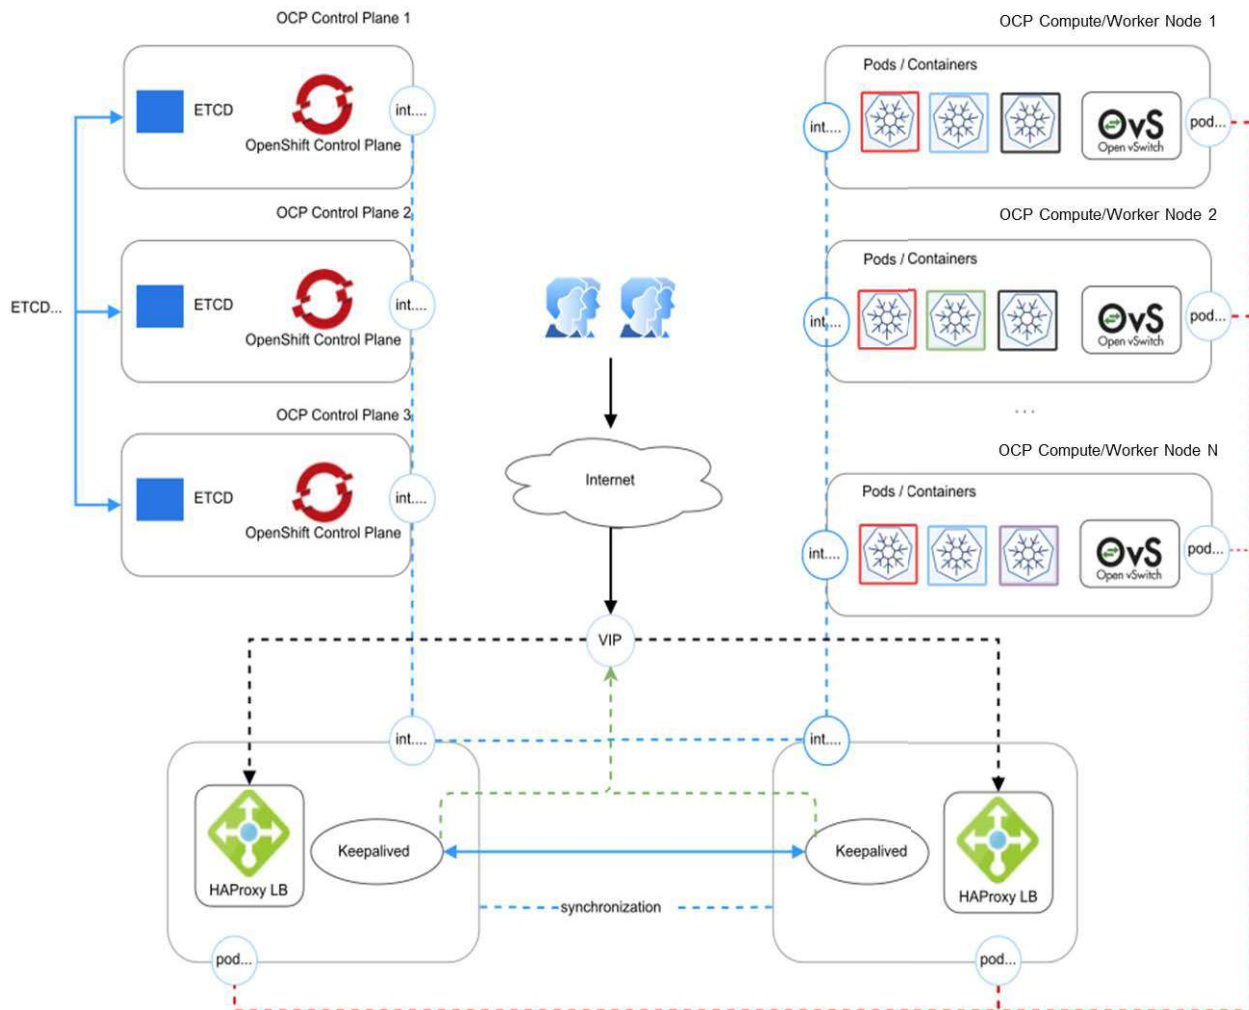 OCP Control Plane 1
ETCD
OpenShift Control Plane
int....
OCP Control Plane 2
ETCD
OpenShift Control Plane
int....
ETCD...
OCP Control Plane 3
ETCD
OpenShift Control Plane
int....
OCP Compute/Worker Node 1
Pods / Containers
int....
OvS
Open vSwitch
pod...
OCP Compute/Worker Node 2
Pods / Containers
int....
OvS
Open vSwitch
pod...
...
OCP Compute/Worker Node N
Pods / Containers
int....
OvS
Open vSwitch
pod...
Internet
VIP
int....
int....
HAProxy LB
Keepalived
Keepalived
HAProxy LB
synchronization
pod...
pod...